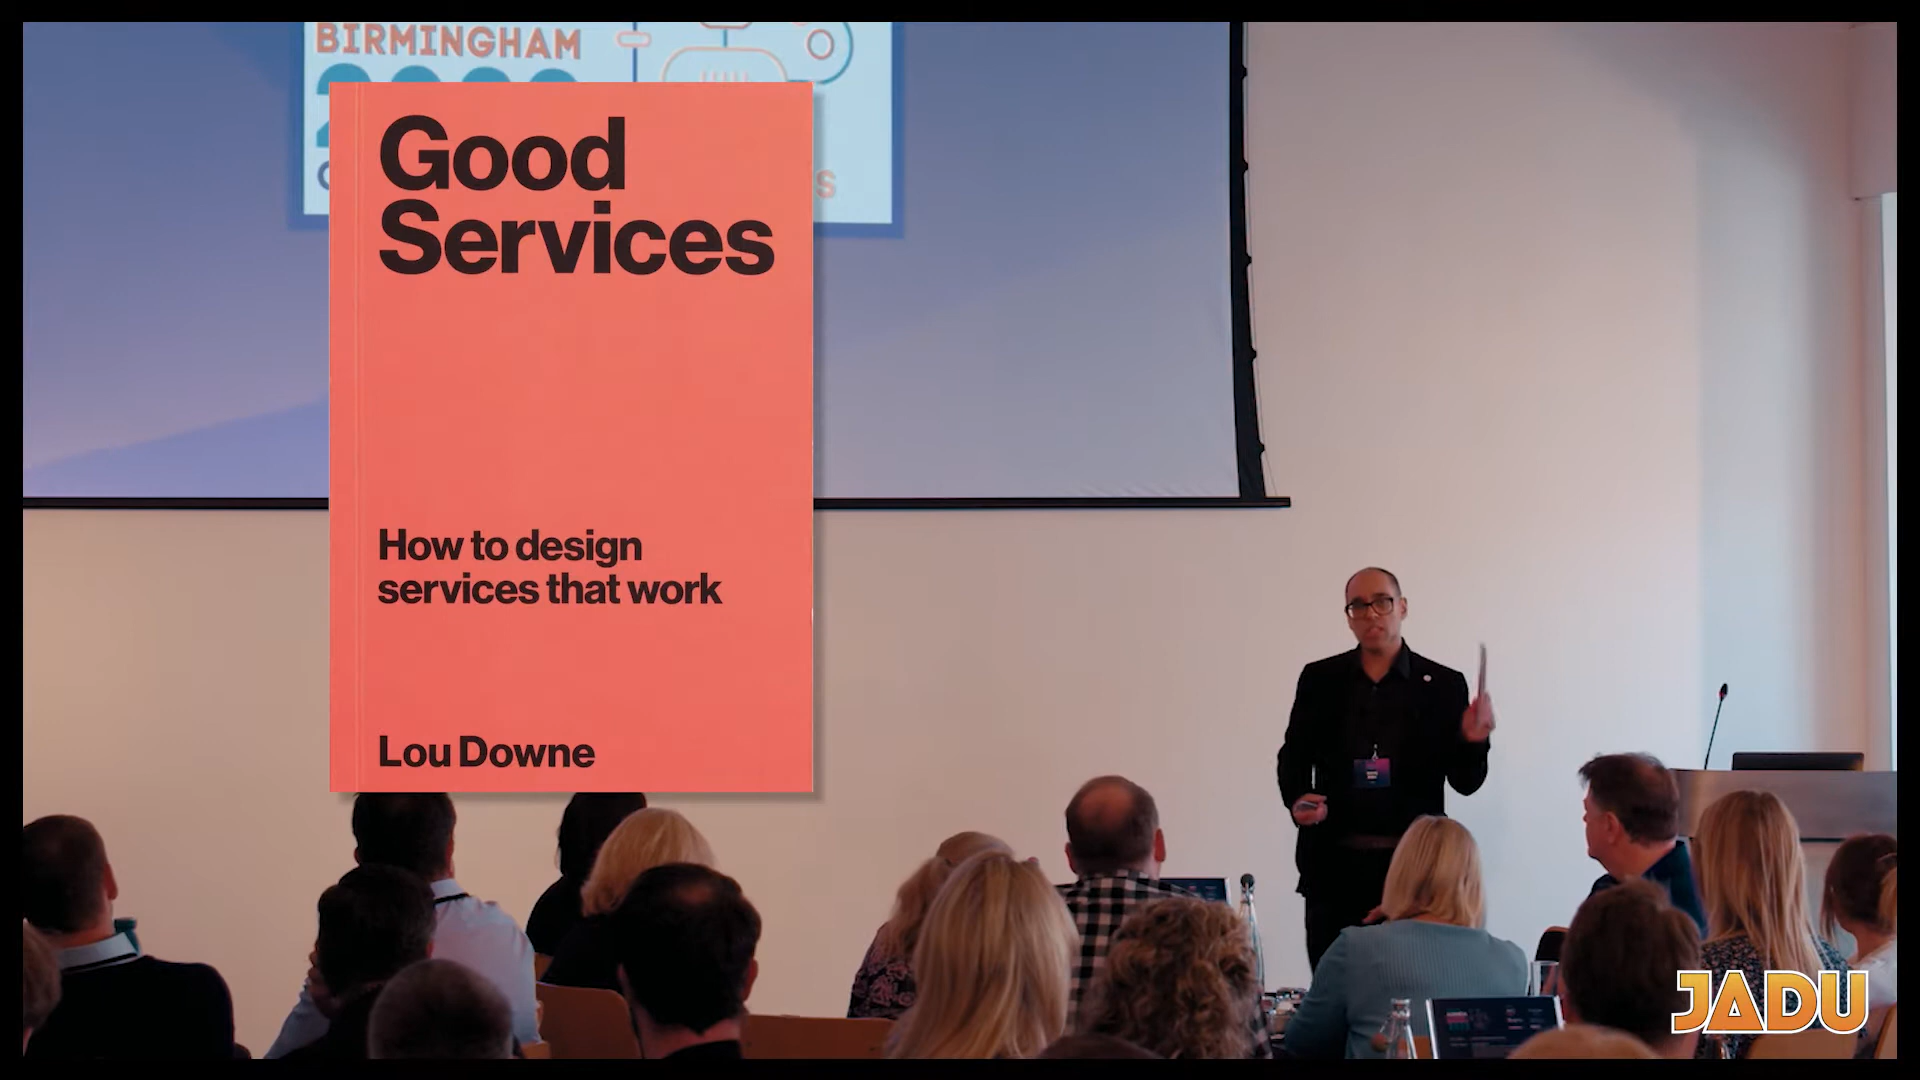 BIRMINGHAM
Good
Services
How to design
services that work
Lou Downe
JADU